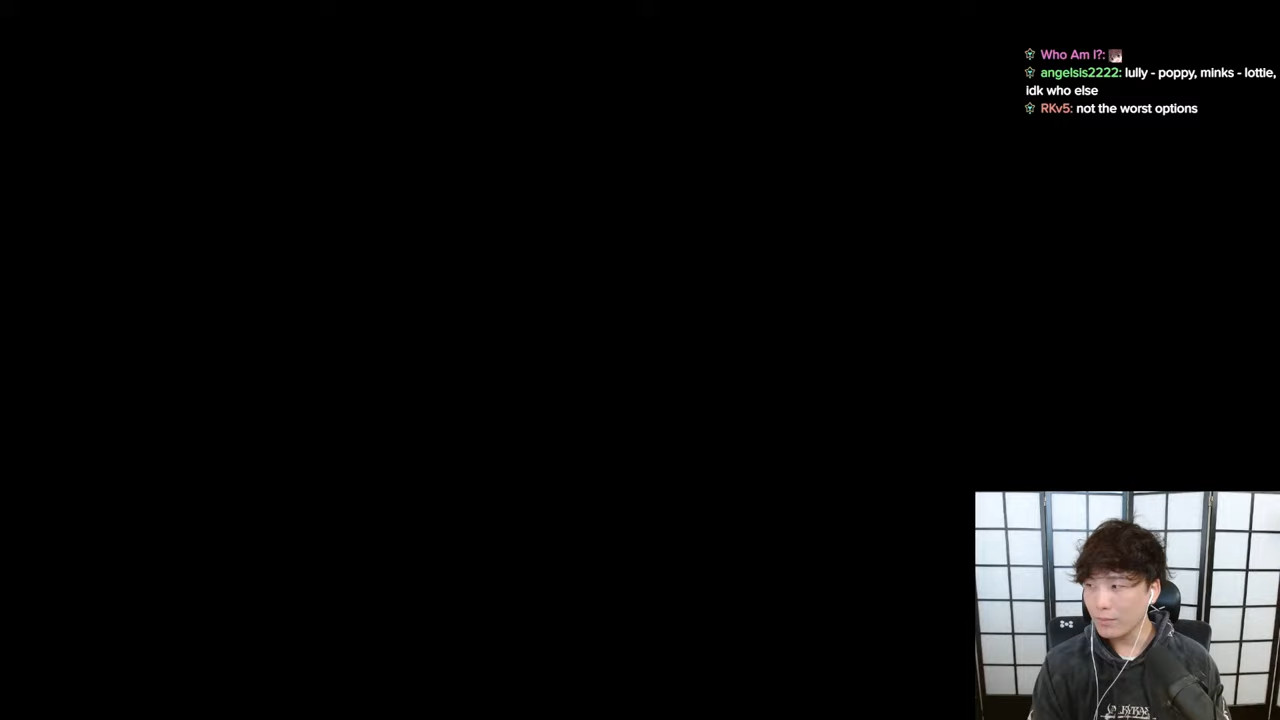 Who Am I?:
angelsis2222: lully - poppy, minks - lottie,
idk who else
RKv5: not the worst options